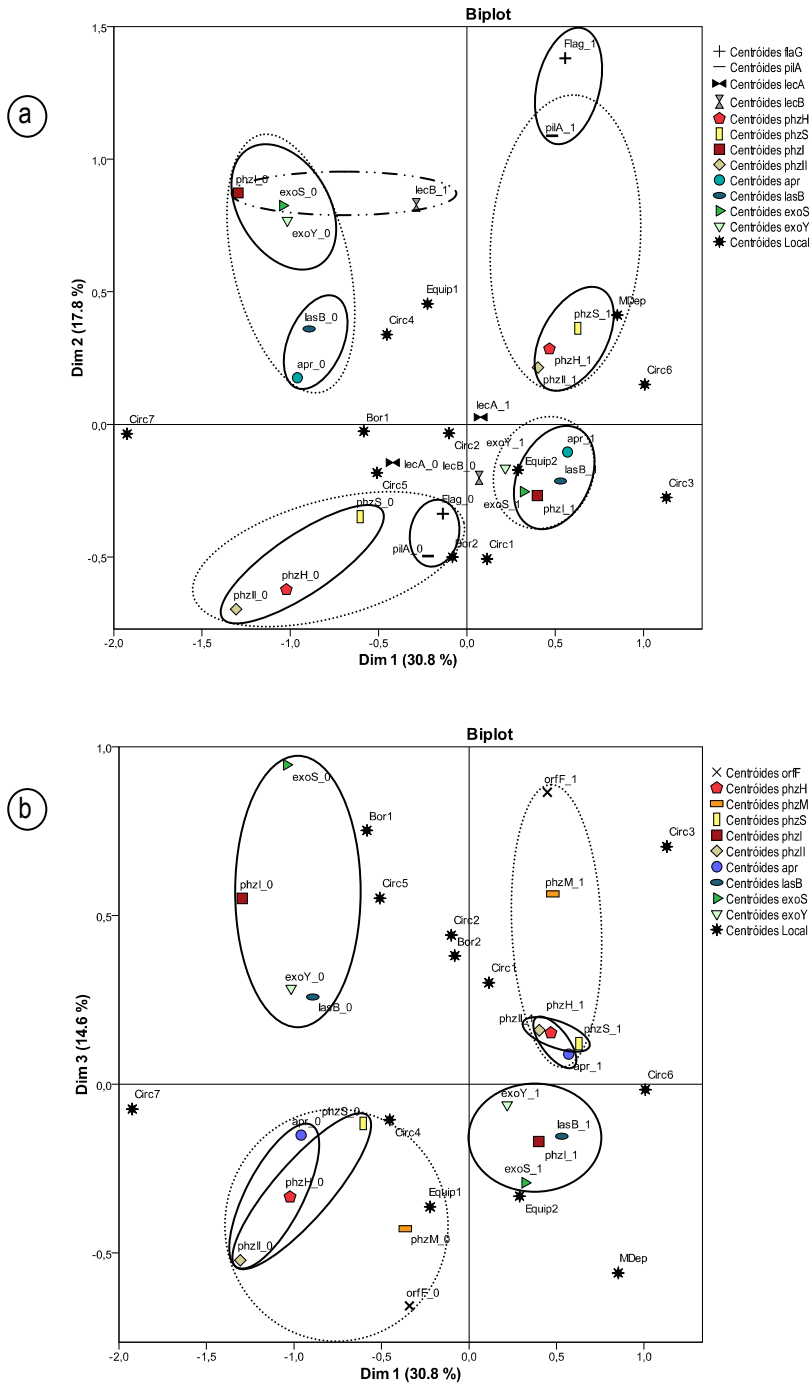 Biplot
a
1,5
1,0
0,5
0,0
-0,5
-2,0
-1,5
-1,0
-0,5
0,0
0,5
1,0
Dim 2 (17.8 %)
Dim 1 (30.8 %)
Flag_1
pilA_1
phzI_0
exoS_0
lecB_1
exoY_0
Equip1
lasB_0
Circ4
MDep
phzS_1
phzH_1
apr_0
phzII_1
Circ6
lecA_1
Circ7
Bor1
Circ2
exoY_1
apr_1
lecA_0
lecB_0
Equip2
lasB_1
Circ5
Circ3
phzS_0
Flag_0
exoS_1
phzI_1
pilA_0
Bor2
Circ1
phzH_0
phzII_0
Centróides flaG
Centróides pilA
Centróides lecA
Centróides lecB
Centróides phzH
Centróides phzS
Centróides phzI
Centróides phzII
Centróides apr
Centróides lasB
Centróides exoS
Centróides exoY
Centróides Local
Biplot
b
1,0
0,5
0,0
-0,5
-2,0
-1,5
-1,0
-0,5
0,0
0,5
1,0
Dim 3 (14.6 %)
Dim 1 (30.8 %)
exoS_0
orfF_1
Bor1
Circ3
phzI_0
Circ5
phzM_1
Circ2
Bor2
exoY_0
Circ1
lasB_0
phzH_1
phzII_1
phzS_1
apr_1
Circ7
Circ6
exoY_1
phzS_0
apr_0
Circ4
lasB_1
phzI_1
phzH_0
exoS_1
Equip1
Equip2
phzM_0
phzII_0
MDep
orfF_0
Centróides orfF
Centróides phzH
Centróides phzM
Centróides phzS
Centróides phzI
Centróides phzII
Centróides apr
Centróides lasB
Centróides exoS
Centróides exoY
Centróides Local